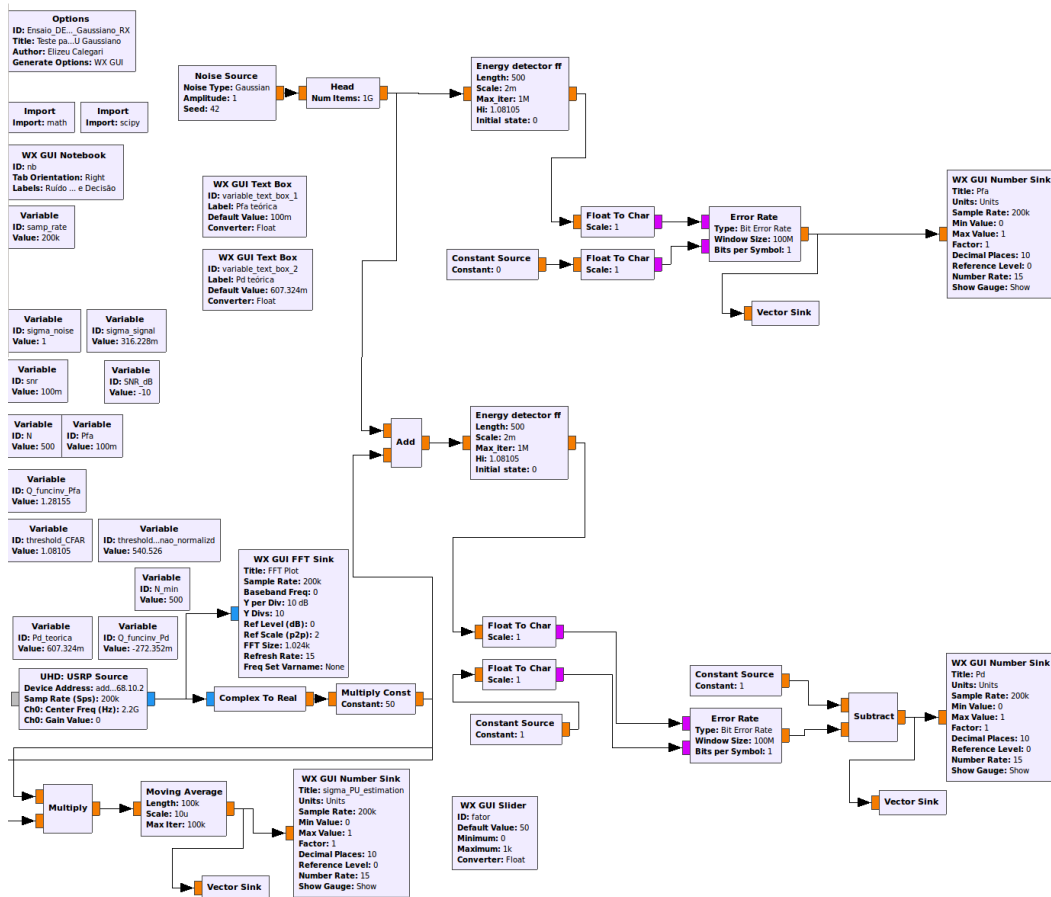 Options
ID: Ensaio_DE..._Gaussiano_RX
Title: Teste pa...U Gaussiano
Author: Elizeu Calegari
Generate Options: WX GUI
Noise Source
Noise Type: Gaussian
Amplitude: 1
Seed: 42
Head
Num Items: 1G
Energy detector ff
Length: 500
Scale: 2m
Max_iter: 1M
Hi: 1.08105
Initial state: 0
Import
Import: math
Import
Import: scipy
WX GUI Notebook
ID: nb
Tab Orientation: Right
Labels: Ruído ... e Decisão
Variable
ID: samp_rate
Value: 200k
WX GUI Text Box
ID: variable_text_box_1
Label: Pfa teórica
Default Value: 100m
Converter: Float
WX GUI Text Box
ID: variable_text_box_2
Label: Pd teórica
Default Value: 607.324m
Converter: Float
Float To Char
Scale: 1
Constant Source
Constant: 0
Float To Char
Scale: 1
Error Rate
Type: Bit Error Rate
Window Size: 100M
Bits per Symbol: 1
Vector Sink
WX GUI Number Sink
Title: Pfa
Units: Units
Sample Rate: 200k
Min Value: 0
Max Value: 1
Factor: 1
Decimal Places: 10
Reference Level: 0
Number Rate: 15
Show Gauge: Show
Variable
ID: sigma_noise
Value: 1
Variable
ID: sigma_signal
Value: 316.228m
Variable
ID: snr
Value: 100m
Variable
ID: SNR_dB
Value: -10
Variable
ID: N
Value: 500
Variable
ID: Pfa
Value: 100m
Variable
ID: Q_funcinv_Pfa
Value: 1.28155
Variable
ID: threshold_CFAR
Value: 1.08105
Variable
ID: threshold...nao_normalizd
Value: 540.526
Variable
ID: N_min
Value: 500
Variable
ID: Pd_teorica
Value: 607.324m
Variable
ID: Q_funcinv_Pd
Value: -272.352m
Add
Energy detector ff
Length: 500
Scale: 2m
Max_iter: 1M
Hi: 1.08105
Initial state: 0
WX GUI FFT Sink
Title: FFT Plot
Sample Rate: 200k
Baseband Freq: 0
Y per Div: 10 dB
Y Divs: 10
Ref Level (dB): 0
Ref Scale (p2p): 2
FFT Size: 1.024k
Refresh Rate: 15
Freq Set Varname: None
UHD: USRP Source
Device Address: add...68.10.2
Samp Rate (Sps): 200k
Ch0: Center Freq (Hz): 2.2G
Ch0: Gain Value: 0
Complex To Real
Multiply Const
Constant: 50
Float To Char
Scale: 1
Float To Char
Scale: 1
Constant Source
Constant: 1
Constant Source
Constant: 1
Error Rate
Type: Bit Error Rate
Window Size: 100M
Bits per Symbol: 1
Subtract
Vector Sink
WX GUI Number Sink
Title: Pd
Units: Units
Sample Rate: 200k
Min Value: 0
Max Value: 1
Factor: 1
Decimal Places: 10
Reference Level: 0
Number Rate: 15
Show Gauge: Show
Multiply
Moving Average
Length: 100k
Scale: 10u
Max Iter: 100k
Vector Sink
WX GUI Number Sink
Title: sigma_PU_estimation
Units: Units
Sample Rate: 200k
Min Value: 0
Max Value: 1
Factor: 1
Decimal Places: 10
Reference Level: 0
Number Rate: 15
Show Gauge: Show
WX GUI Slider
ID: fator
Default Value: 50
Minimum: 0
Maximum: 1k
Converter: Float